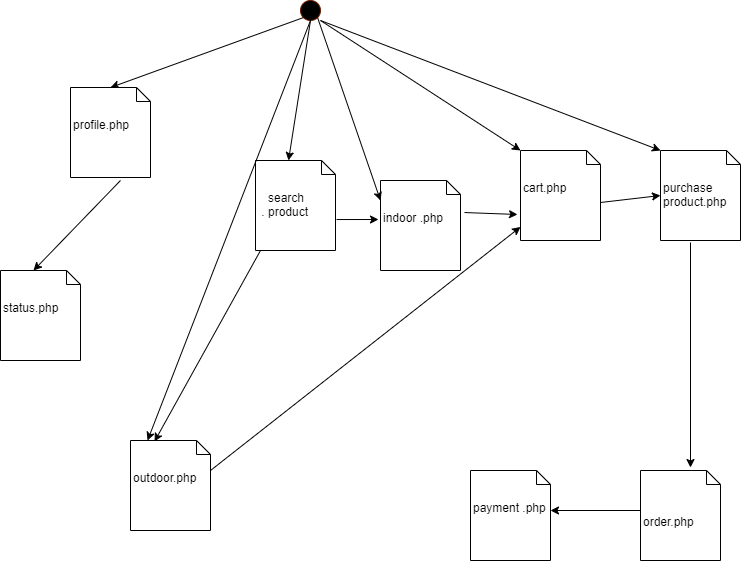 profile.php
search
. product
indoor .php
cart.php
purchase
product.php
status.php
outdoor.php
payment .php
order.php